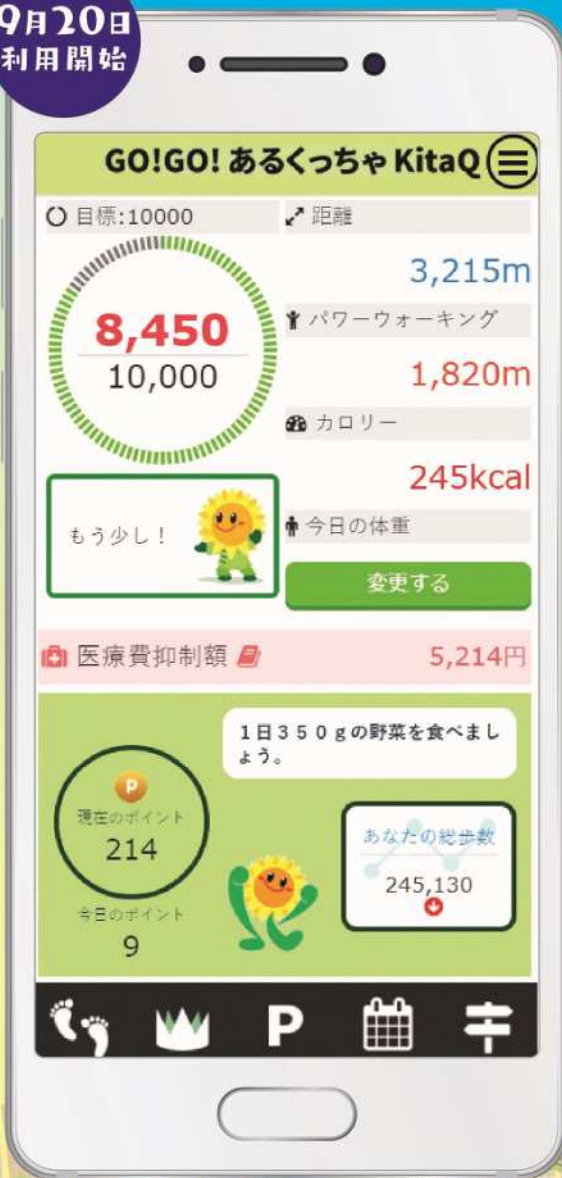 9月20日
利用開始
GO!GO! あるくっちゃ KitaQ
目標:10000
8,450
10,000
もう少し！
距離
3,215m
パワーウォーキング
1,820m
カロリー
245kcal
今日の体重
変更する
医療費抑制額
5,214円
1日350gの野菜を食べまし
ょう。
P
現在のポイント
214
今日のポイント
9
あなたの総歩数
245,130
P